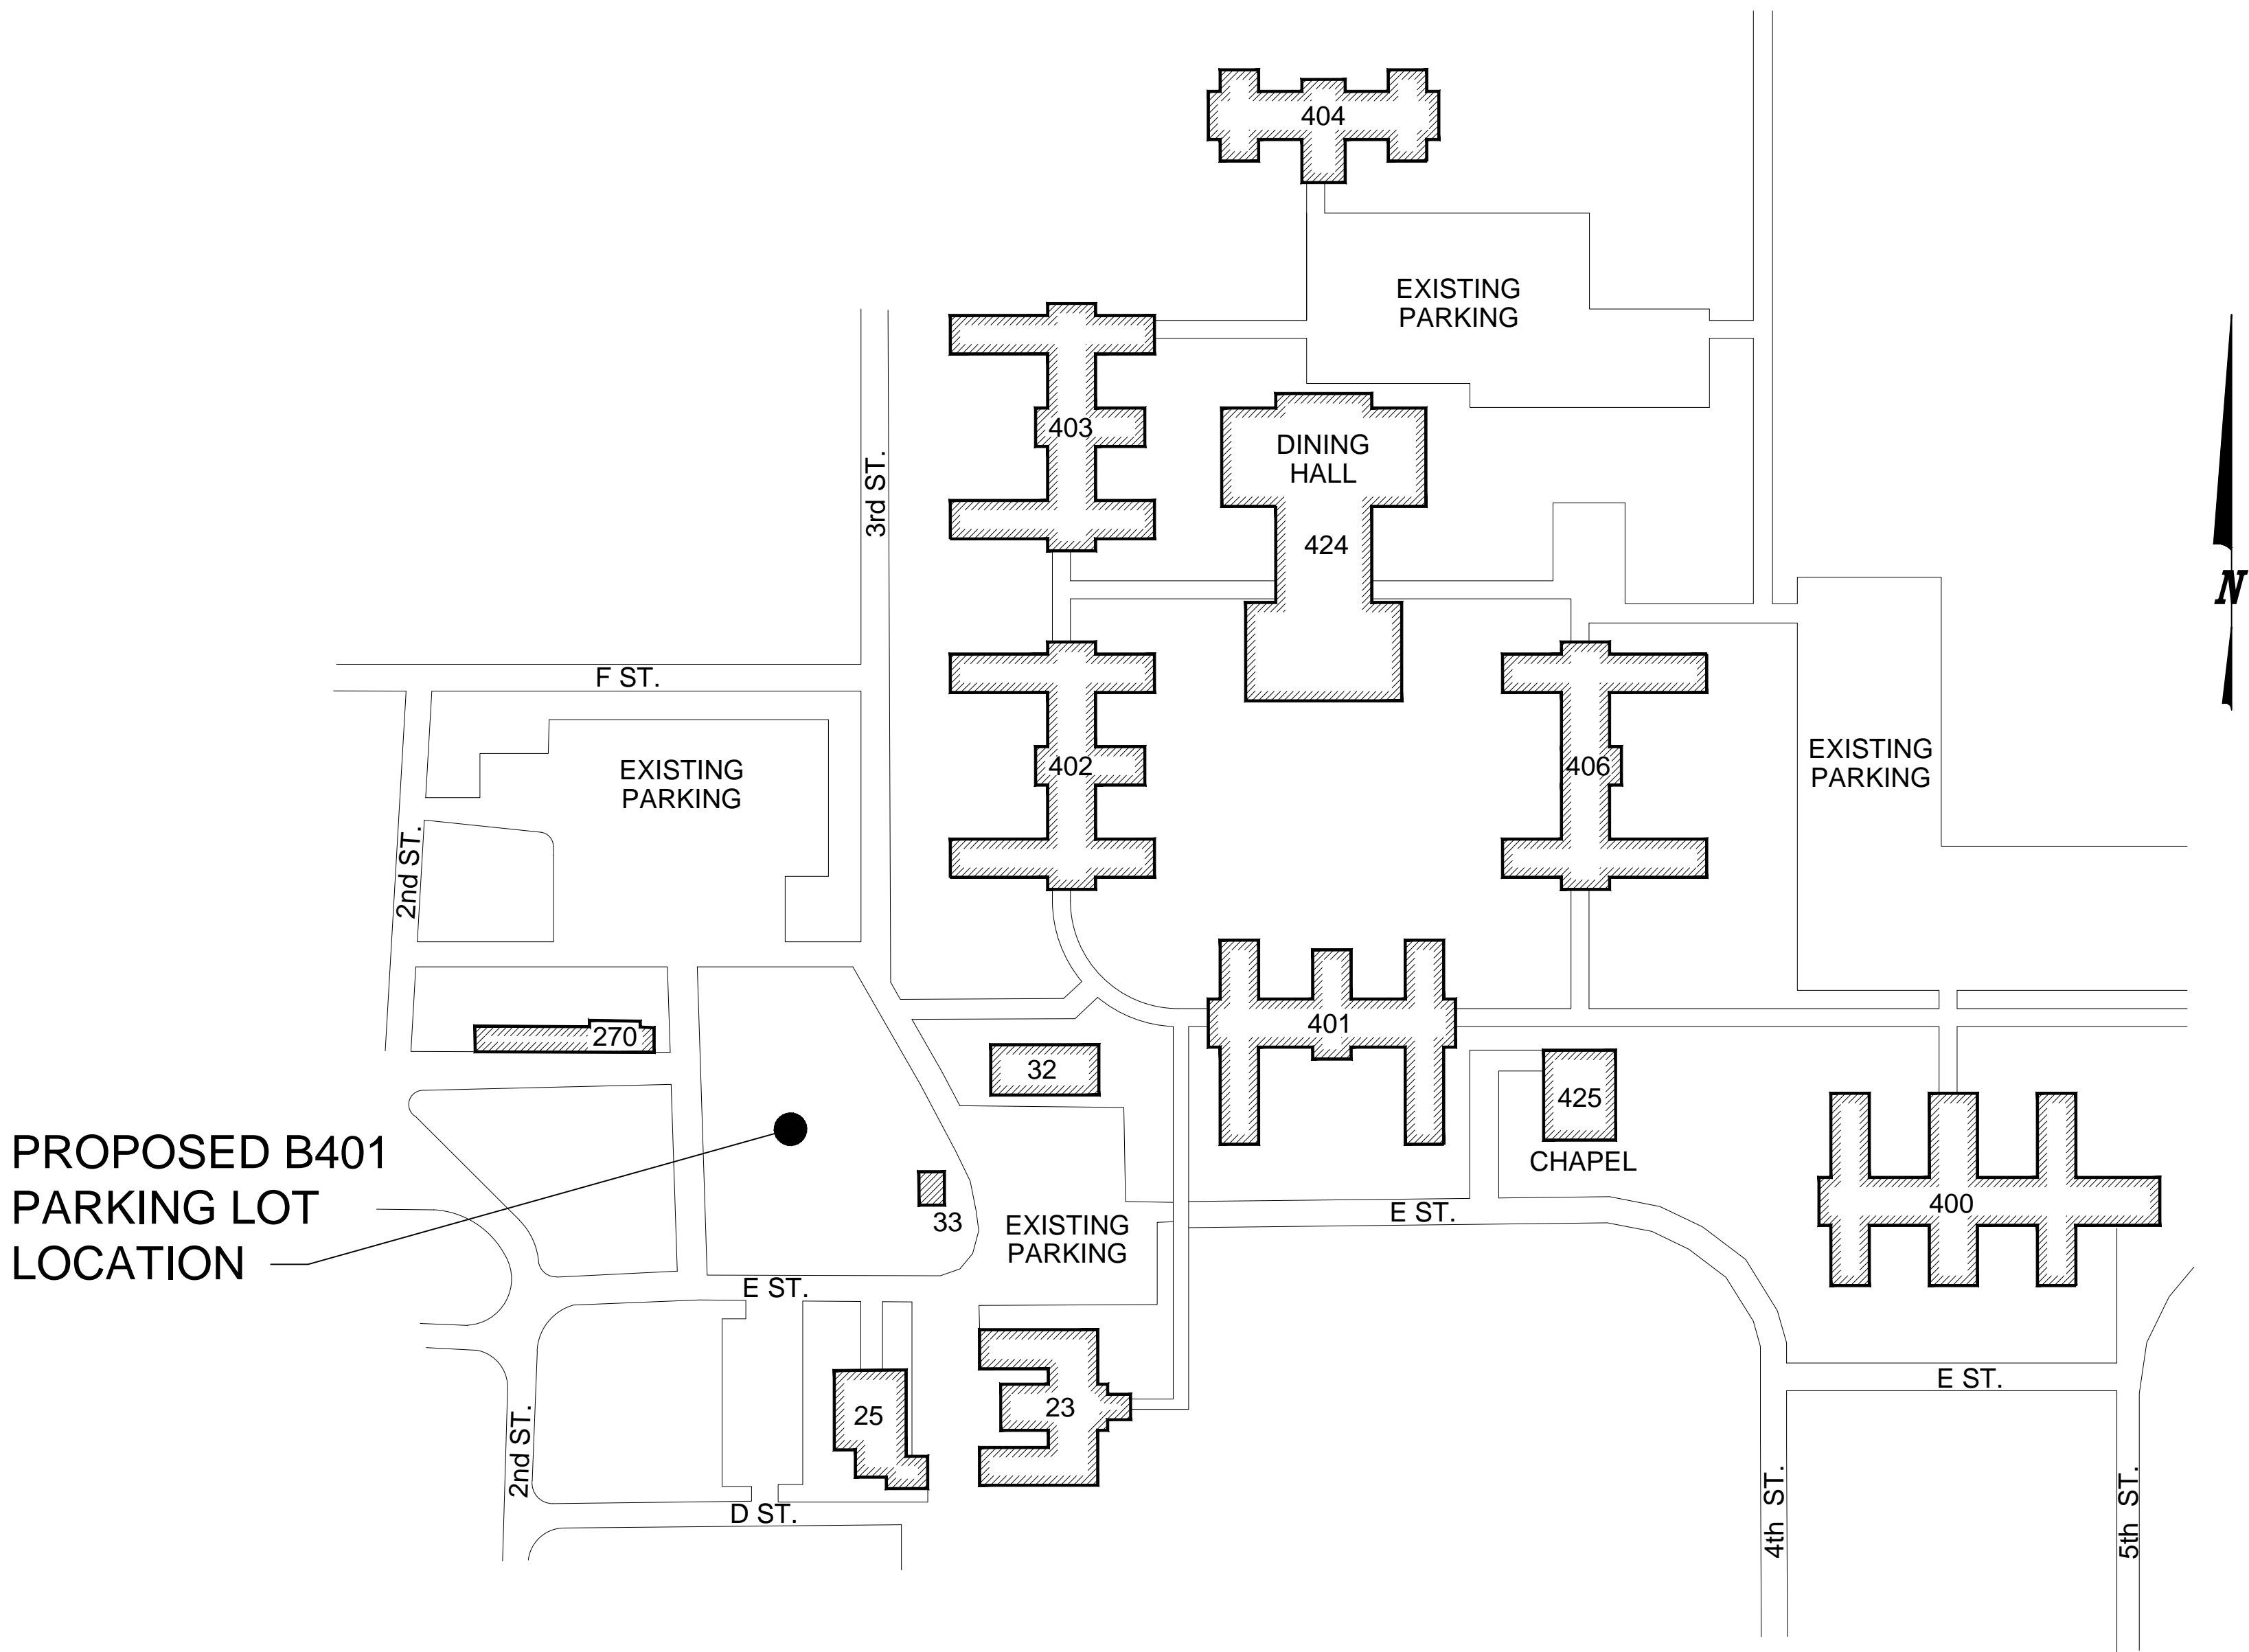 404
EXISTING
PARKING
403
DINING
HALL
3rd ST.
424
N
F ST.
EXISTING
PARKING
402
406
EXISTING
PARKING
2nd ST.
270
401
32
425
CHAPEL
PROPOSED B401
PARKING LOT
LOCATION
33
EXISTING
PARKING
E ST.
400
E ST.
E ST.
25
23
2nd ST.
D ST.
4th ST.
5th ST.